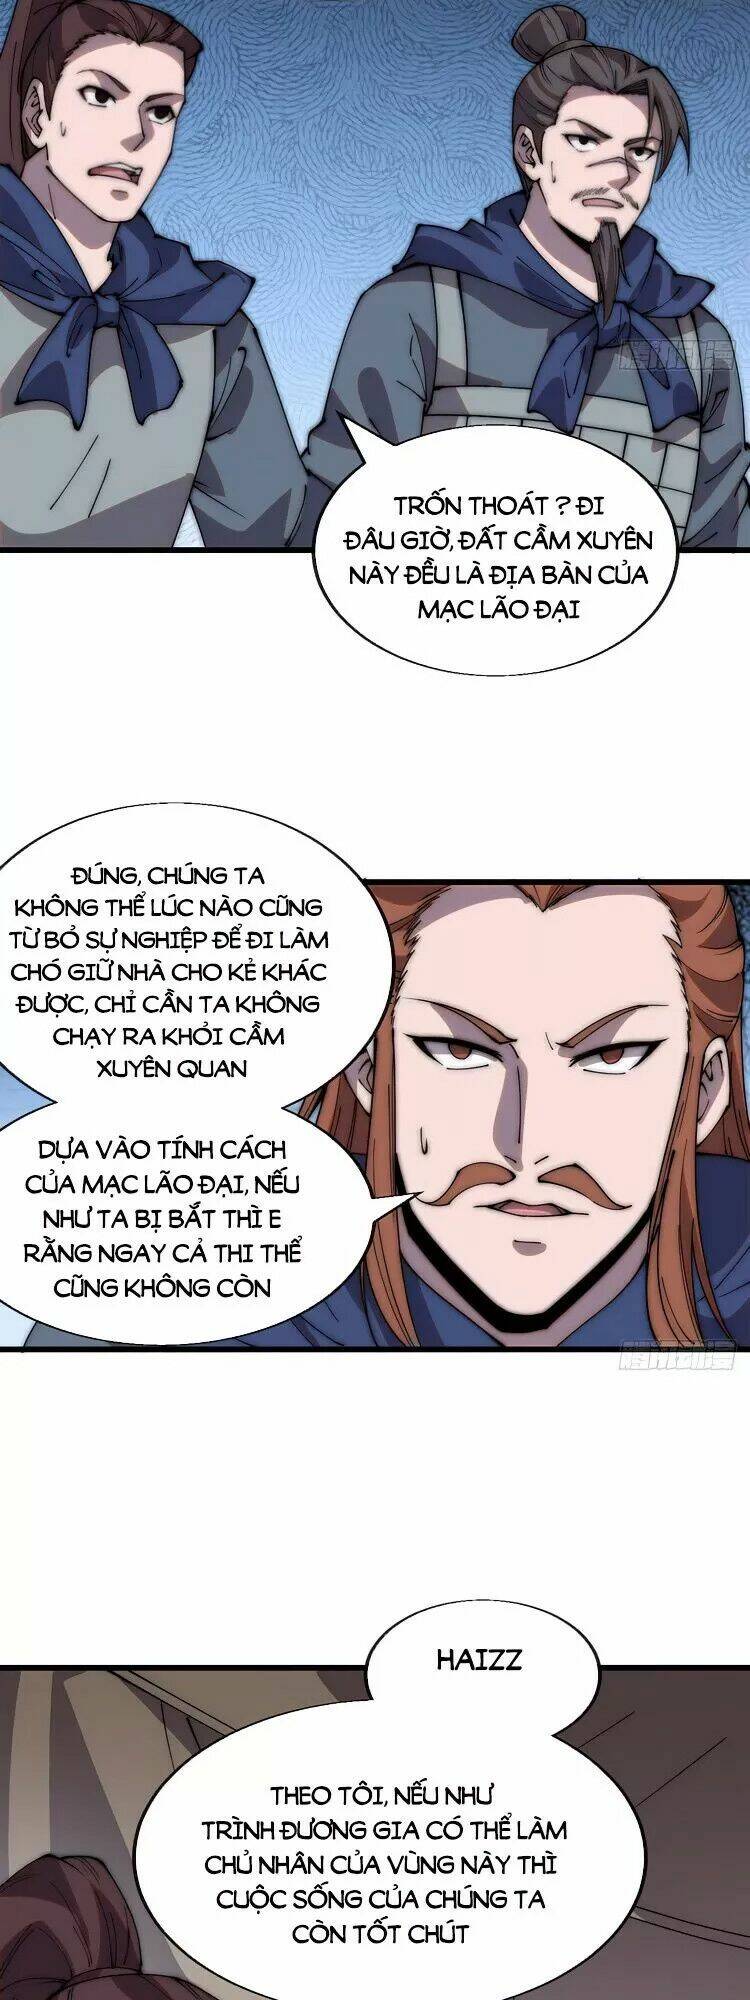 TRỐN THOÁT ? ĐI
ĐÂU GIỜ, ĐẤT CẦM XUYÊN
NÀY ĐỀU LÀ ĐỊA BÀN CỦA
MẠC LÃO ĐẠI
ĐÚNG, CHÚNG TA
KHÔNG THỂ LÚC NÀO CŨNG
TỪ BỎ SỰ NGHIỆP ĐỂ ĐI LÀM
CHÓ GIỮ NHÀ CHO KẺ KHÁC
ĐƯỢC, CHỈ CẦN TA KHÔNG
CHẠY RA KHỎI CẦM
XUYÊN QUAN
DỰA VÀO TÍNH CÁCH
CỦA MẠC LÃO ĐẠI, NẾU
NHƯ TA BỊ BẮT THÌ E
RẰNG NGAY CẢ THI THỂ
CŨNG KHÔNG CÒN
HAIZZ
THEO TÔI, NẾU NHƯ
TRÌNH ĐƯƠNG GIA CÓ THỂ LÀM
CHỦ NHÂN CỦA VÙNG NÀY THÌ
CUỘC SỐNG CỦA CHÚNG TA
CÒN TỐT CHÚT